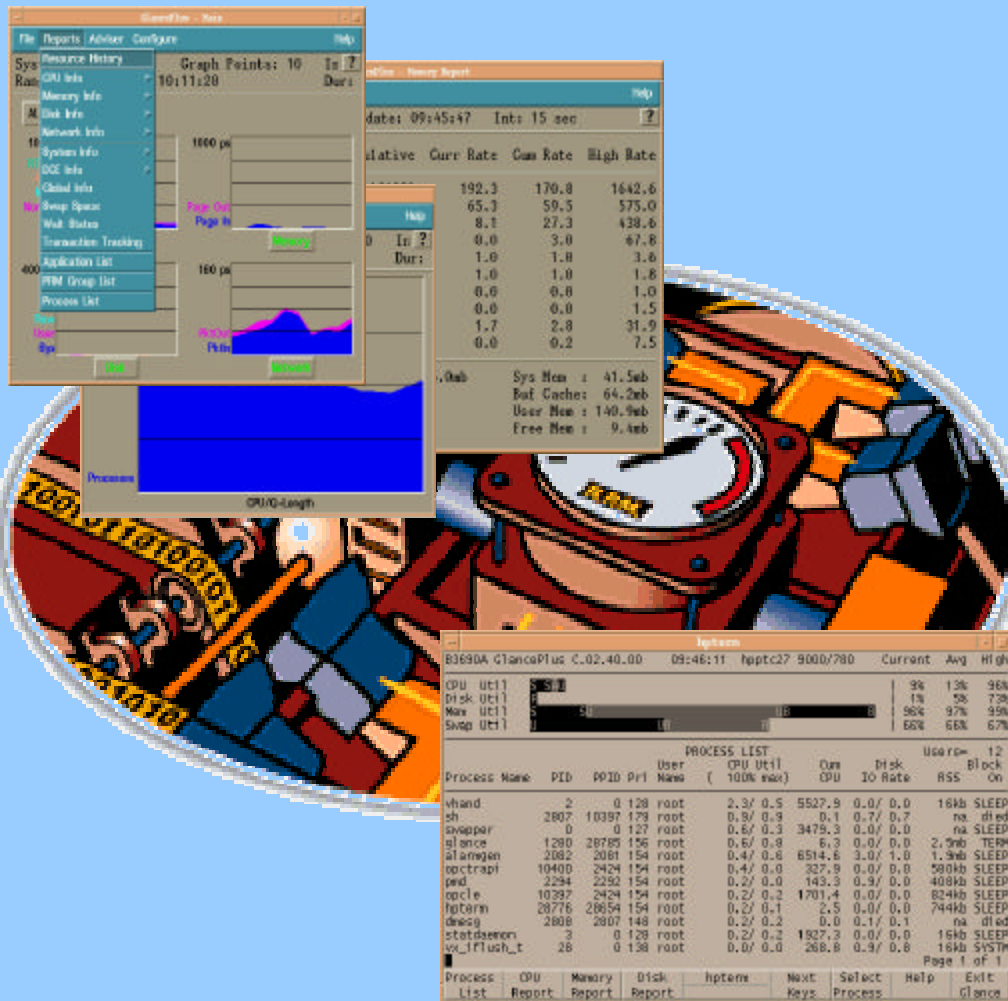 GlancePlus - Main
File Reports Adviser Configure Help
Resource History
Sys Graph Points: 10 In ?
Ran 10:11:28 Dur:
CPU Info
Memory Info
Disk Info
Network Info
System Info
DCE Info
Global Info
Swap Space
Wait States
Transaction Tracking
Application List
PRM Group List
Process List
1000 ps
Page Out
Page In
Memory
400
160 ps
PktOut
PktIn
User
Sys
Disk
Network
Memory Report
Help
date: 09:45:47 Int: 15 sec ?
ulative Curr Rate Cum Rate High Rate
192.3 170.8 1642.6
65.3 59.5 575.0
8.1 27.3 438.6
0.0 3.0 67.8
1.0 1.0 3.6
1.0 1.0 1.8
0.0 0.0 1.0
0.0 0.0 1.5
1.7 2.8 31.9
0.0 0.2 7.5
.0mb Sys Mem : 41.5mb
Buf Cache: 64.2mb
User Mem : 140.9mb
Free Mem : 9.4mb
Help
0 In ?
Dur:
Processes
CPU/Q-Length
hpterm
B3690A GlancePlus C.02.40.00 09:46:11 hpptc27 9000/780 Current Avg High
CPU Util 9% 13% 96%
Disk Util 1% 5% 73%
Mem Util 96% 97% 99%
Swap Util 66% 66% 67%
PROCESS LIST Users= 12
User CPU Util Cum Disk Block
Process Name PID PPID Pri Name ( 100% max) CPU IO Rate RSS On
vhand 2 0 128 root 2.3/ 0.5 5527.9 0.0/ 0.0 16kb SLEEP
sh 2807 10397 179 root 0.9/ 0.9 0.1 0.7/ 0.7 na died
swapper 0 0 127 root 0.6/ 0.3 3479.3 0.0/ 0.0 na SLEEP
glance 1280 28785 156 root 0.6/ 0.8 6.3 0.0/ 0.0 2.5mb TERM
alarmgen 2082 2081 154 root 0.4/ 0.6 6514.6 3.0/ 1.0 1.9mb SLEEP
opctrapi 10400 2424 154 root 0.4/ 0.0 327.9 0.0/ 0.0 580kb SLEEP
pmd 2294 2292 154 root 0.2/ 0.0 143.3 0.9/ 0.0 408kb SLEEP
opcle 10397 2424 154 root 0.2/ 0.2 1701.4 0.0/ 0.0 824kb SLEEP
hpterm 28776 28654 154 root 0.2/ 0.1 2.5 0.0/ 0.0 744kb SLEEP
dmesg 2808 2807 148 root 0.2/ 0.2 0.0 0.1/ 0.1 na died
statdaemon 3 0 128 root 0.2/ 0.2 1927.3 0.0/ 0.0 16kb SLEEP
vx_iflush_t 28 0 138 root 0.0/ 0.0 268.8 0.9/ 0.8 16kb SYSTM
Page 1 of 1
Process CPU Memory Disk hpterm Next Select Help Exit
List Report Report Report Keys Process Glance